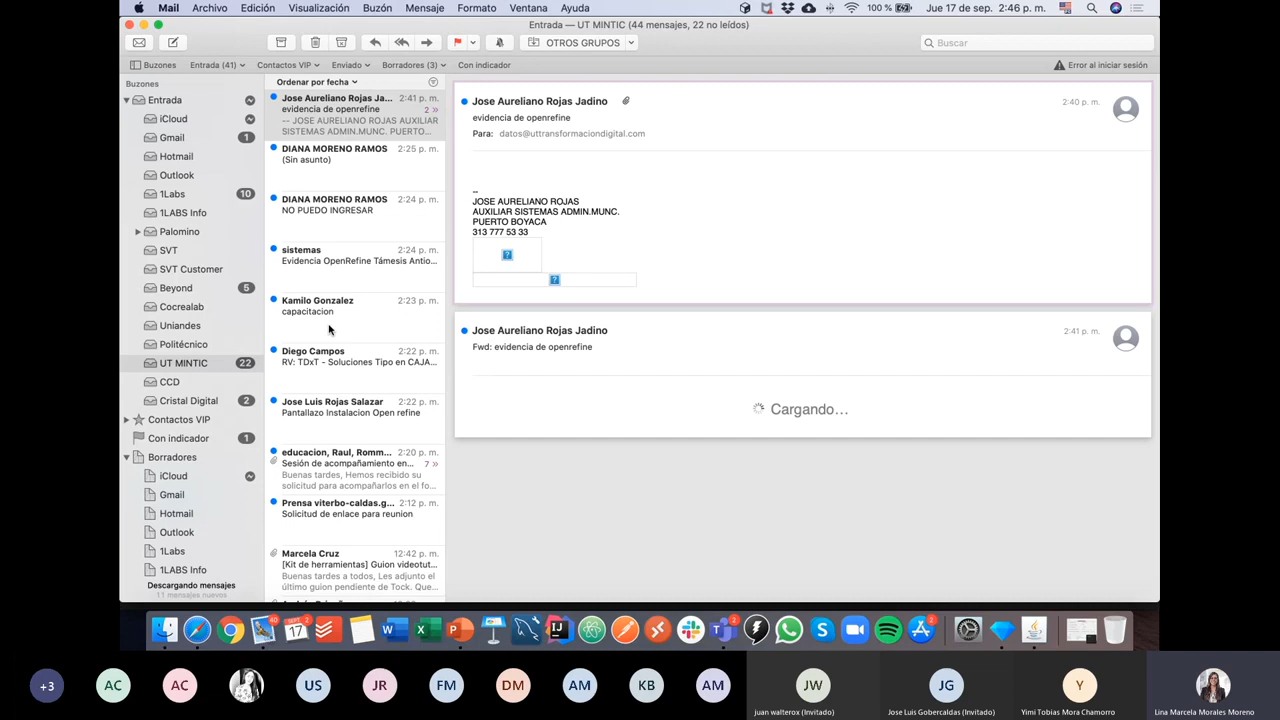 Mail Archivo Edición Visualización Buzón Mensaje Formato Ventana Ayuda 100 % Jue 17 de sep. 2:46 p. m.
Entrada — UT MINTIC (44 mensajes, 22 no leídos)
OTROS GRUPOS Buscar
Buzones Entrada (41) Contactos VIP Enviado Borradores (3) Con indicador Error al iniciar sesión
Buzones
Entrada
iCloud
Gmail 1
Hotmail
Outlook
1Labs 10
1LABS Info
Palomino
SVT
SVT Customer
Beyond 5
Cocrealab
Uniandes
Politécnico
UT MINTIC 22
CCD
Cristal Digital 2
Contactos VIP
Con indicador 1
Borradores
iCloud
Gmail
Hotmail
Outlook
1Labs
1LABS Info
Descargando mensajes
11 mensajes nuevos
Ordenar por fecha
Jose Aureliano Rojas Ja... 2:41 p. m.
evidencia de openrefine 2 »
-- JOSE AURELIANO ROJAS AUXILIAR
SISTEMAS ADMIN.MUNC. PUERTO...
DIANA MORENO RAMOS 2:25 p. m.
(Sin asunto)
DIANA MORENO RAMOS 2:24 p. m.
NO PUEDO INGRESAR
sistemas 2:24 p. m.
Evidencia OpenRefine Támesis Antio...
Kamilo Gonzalez 2:23 p. m.
capacitacion
Diego Campos 2:22 p. m.
RV: TDxT - Soluciones Tipo en CAJA...
Jose Luis Rojas Salazar 2:22 p. m.
Pantallazo Instalacion Open refine
educacion, Raul, Romm... 2:20 p. m.
Sesión de acompañamiento en... 7 »
Buenas tardes, Hemos recibido su
solicitud para acompañarlos en el fo...
Prensa viterbo-caldas.g... 2:12 p. m.
Solicitud de enlace para reunion
Marcela Cruz 12:42 p. m.
[Kit de herramientas] Guion videotut...
Buenas tardes a todos, Les adjunto el
último guion pendiente de Tock. Que...
Jose Aureliano Rojas Jadino 2:40 p. m.
evidencia de openrefine
Para: datos@uttransformaciondigital.com
--
JOSE AURELIANO ROJAS
AUXILIAR SISTEMAS ADMIN.MUNC.
PUERTO BOYACA
313 777 53 33
?
?
Jose Aureliano Rojas Jadino 2:41 p. m.
Fwd: evidencia de openrefine
Cargando...
40 SEPT 17 2 2 2
+3 AC AC US JR FM DM AM KB AM JW JG Y
juan walterox (Invitado) Jose Luis Gobercaldas (Invitado) Yimi Tobias Mora Chamorro Lina Marcela Morales Moreno